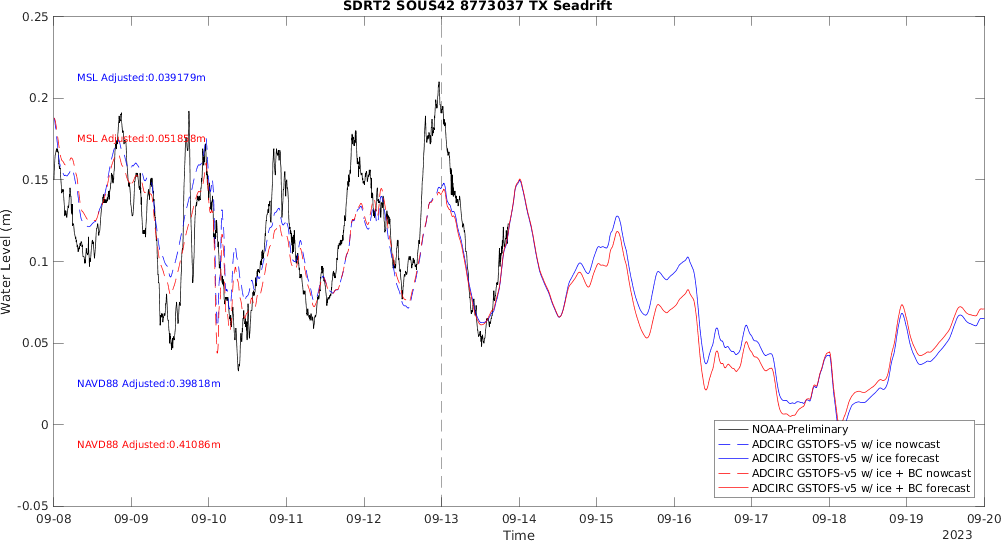 SDRT2 SOUS42 8773037 TX Seadrift
0.25
0.2
0.15
0.1
0.05
0
-0.05
Water Level (m)
MSL Adjusted:0.039179m
MSL Adjusted:0.051858m
NAVD88 Adjusted:0.39818m
NAVD88 Adjusted:0.41086m
NOAA-Preliminary
ADCIRC GSTOFS-v5 w/ ice nowcast
ADCIRC GSTOFS-v5 w/ ice forecast
ADCIRC GSTOFS-v5 w/ ice + BC nowcast
ADCIRC GSTOFS-v5 w/ ice + BC forecast
09-08 09-09 09-10 09-11 09-12 09-13 09-14 09-15 09-16 09-17 09-18 09-19 09-20
Time
2023